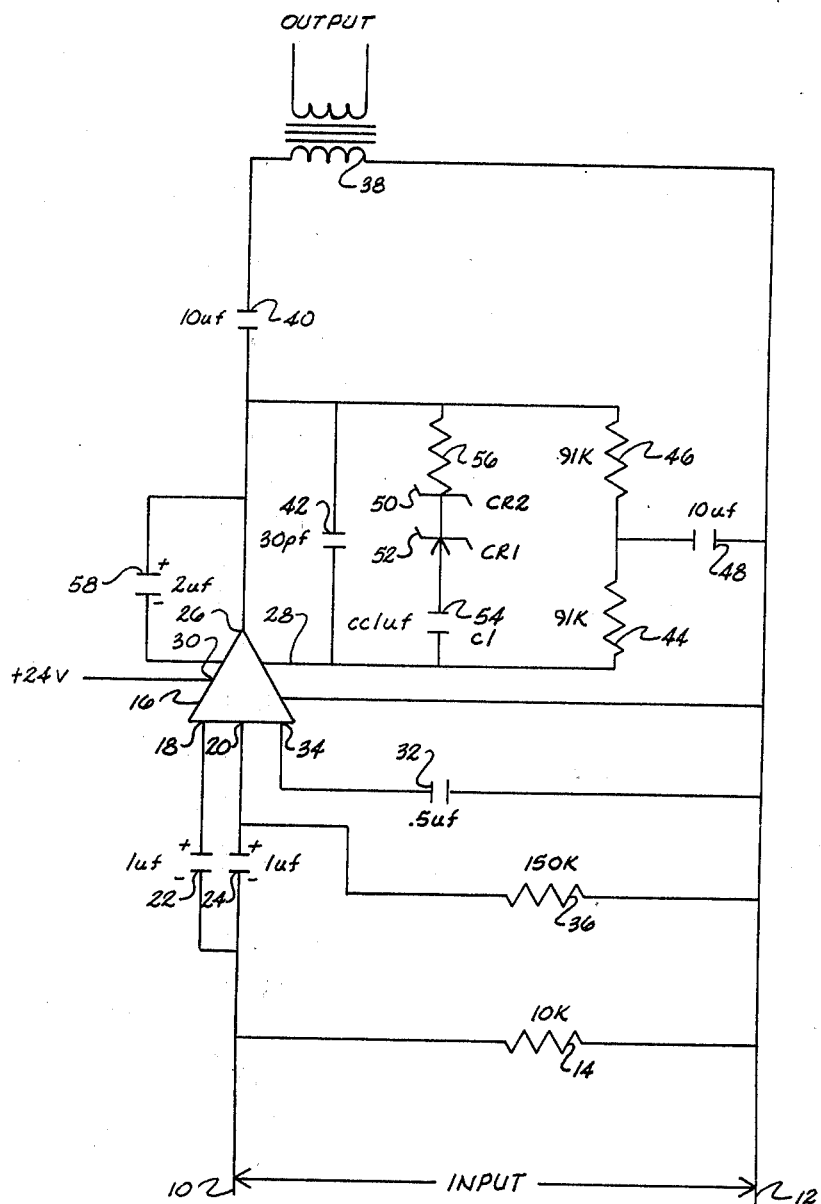 OUTPUT
38
10uf 40
56
91K 46
50 CR2
42
30pf
52 CR1
10uf
48
58 2uf
+
-
26 28
cc1uf 54
c1
91K
44
30
+24V
16
18 20 34
32
.5uf
1uf + + 1uf
- -
22 24
150K
36
10K
14
10 INPUT 12